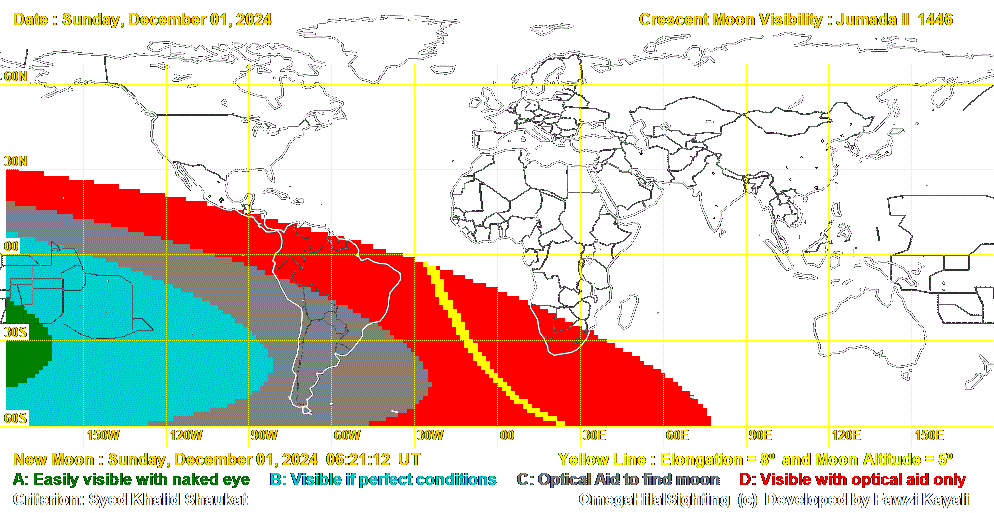 Date : Sunday, December 01, 2024 Crescent Moon Visibility : Jumada II 1446
60N
30N
00
30S
60S
150W 120W 90W 60W 30W 00 30E 60E 90E 120E 150E
New Moon : Sunday, December 01, 2024 06:21:12 UT Yellow Line : Elongation = 8º and Moon Altitude = 5º
A: Easily visible with naked eye B: Visible if perfect conditions C: Optical Aid to find moon D: Visible with optical aid only
Criterion: Syed Khalid Shaukat OmegaHilalSighting (c) Developed by Fawzi Kayali